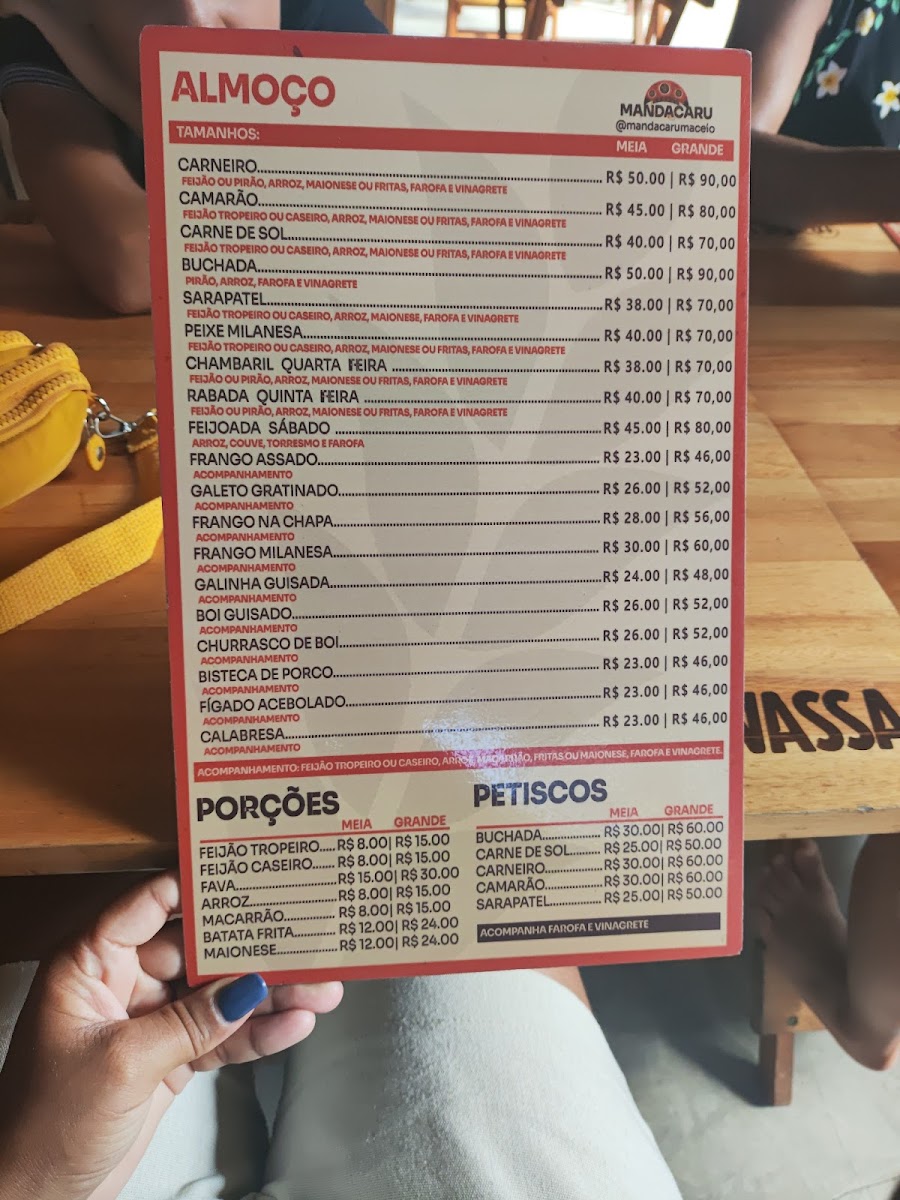 ALMOÇO
MANDACARU
@mandacarumaceio
TAMANHOS: MEIA GRANDE
CARNEIRO R$ 50.00 | R$ 90,00
FEIJÃO OU PIRÃO, ARROZ, MAIONESE OU FRITAS, FAROFA E VINAGRETE
CAMARÃO R$ 45.00 | R$ 80,00
FEIJÃO TROPEIRO OU CASEIRO, ARROZ, MAIONESE OU FRITAS, FAROFA E VINAGRETE
CARNE DE SOL R$ 40.00 | R$ 70,00
FEIJÃO TROPEIRO OU CASEIRO, ARROZ, MAIONESE OU FRITAS, FAROFA E VINAGRETE
BUCHADA R$ 50.00 | R$ 90,00
PIRÃO, ARROZ, FAROFA E VINAGRETE
SARAPATEL R$ 38.00 | R$ 70,00
FEIJÃO TROPEIRO OU CASEIRO, ARROZ, MAIONESE, FAROFA E VINAGRETE
PEIXE MILANESA R$ 40.00 | R$ 70,00
FEIJÃO TROPEIRO OU CASEIRO, ARROZ, MAIONESE OU FRITAS, FAROFA E VINAGRETE
CHAMBARIL QUARTA FEIRA R$ 38.00 | R$ 70,00
FEIJÃO OU PIRÃO, ARROZ, MAIONESE OU FRITAS, FAROFA E VINAGRETE
RABADA QUINTA FEIRA R$ 40.00 | R$ 70,00
FEIJÃO OU PIRÃO, ARROZ, MAIONESE OU FRITAS, FAROFA E VINAGRETE
FEIJOADA SÁBADO R$ 45.00 | R$ 80,00
ARROZ, COUVE, TORRESMO E FAROFA
FRANGO ASSADO R$ 23.00 | R$ 46,00
ACOMPANHAMENTO
GALETO GRATINADO R$ 26.00 | R$ 52,00
ACOMPANHAMENTO
FRANGO NA CHAPA R$ 28.00 | R$ 56,00
ACOMPANHAMENTO
FRANGO MILANESA R$ 30.00 | R$ 60,00
ACOMPANHAMENTO
GALINHA GUISADA R$ 24.00 | R$ 48,00
ACOMPANHAMENTO
BOI GUISADO R$ 26.00 | R$ 52,00
ACOMPANHAMENTO
CHURRASCO DE BOI R$ 26.00 | R$ 52,00
ACOMPANHAMENTO
BISTECA DE PORCO R$ 23.00 | R$ 46,00
ACOMPANHAMENTO
FÍGADO ACEBOLADO R$ 23.00 | R$ 46,00
ACOMPANHAMENTO
CALABRESA R$ 23.00 | R$ 46,00
ACOMPANHAMENTO
ACOMPANHAMENTO: FEIJÃO TROPEIRO OU CASEIRO, ARROZ, MACARRÃO, FRITAS OU MAIONESE, FAROFA E VINAGRETE.
PORÇÕES
MEIA GRANDE
FEIJÃO TROPEIRO R$ 8.00 | R$ 15.00
FEIJÃO CASEIRO R$ 8.00 | R$ 15.00
FAVA R$ 15.00 | R$ 30.00
ARROZ R$ 8.00 | R$ 15.00
MACARRÃO R$ 8.00 | R$ 15.00
BATATA FRITA R$ 12.00 | R$ 24.00
MAIONESE R$ 12.00 | R$ 24.00
PETISCOS
MEIA GRANDE
BUCHADA R$ 30.00 | R$ 60.00
CARNE DE SOL R$ 25.00 | R$ 50.00
CARNEIRO R$ 30.00 | R$ 60.00
CAMARÃO R$ 30.00 | R$ 60.00
SARAPATEL R$ 25.00 | R$ 50.00
ACOMPANHA FAROFA E VINAGRETE
VASSA